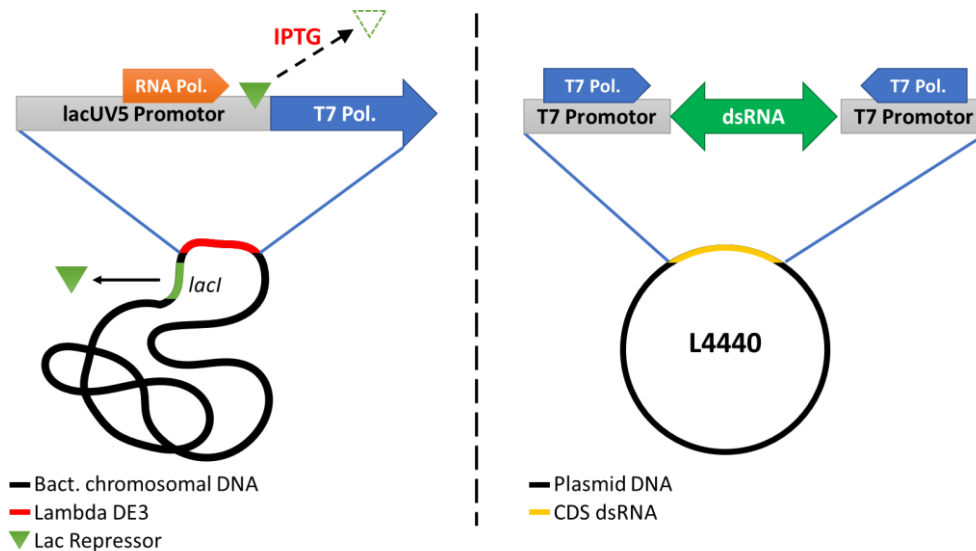 IPTG
RNA Pol.
lacUV5 Promotor
T7 Pol.
lacI
Bact. chromosomal DNA
Lambda DE3
Lac Repressor
T7 Pol.
T7 Pol.
T7 Promotor
dsRNA
T7 Promotor
L4440
Plasmid DNA
CDS dsRNA